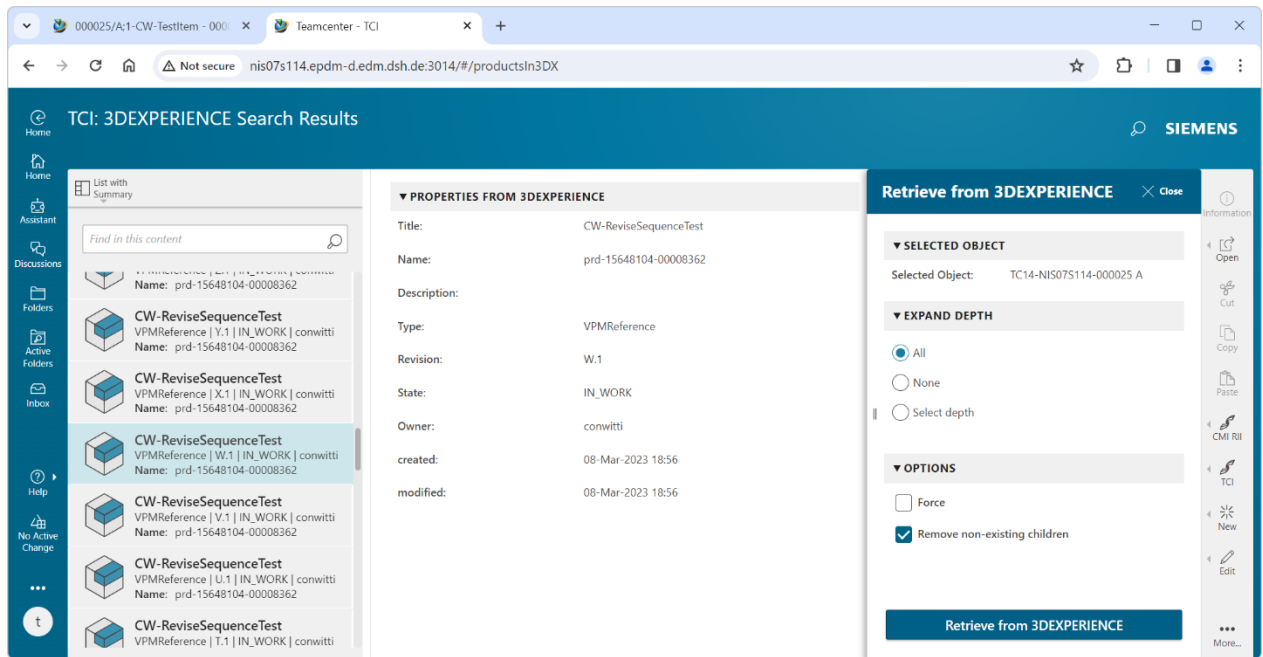 000025/A;1-CW-TestItem - 000
Teamcenter - TCI
Not secure nis07s114.epdm-d.edm.dsh.de:3014/#/productsIn3DX
Home
TCI: 3DEXPERIENCE Search Results
SIEMENS
Home
Assistant
Discussions
Folders
Active
Folders
Inbox
Help
No Active
Change
t
List with
Summary
Find in this content
Name: prd-15648104-00008362
CW-ReviseSequenceTest
VPMReference | Y.1 | IN_WORK | conwitti
Name: prd-15648104-00008362
CW-ReviseSequenceTest
VPMReference | X.1 | IN_WORK | conwitti
Name: prd-15648104-00008362
CW-ReviseSequenceTest
VPMReference | W.1 | IN_WORK | conwitti
Name: prd-15648104-00008362
CW-ReviseSequenceTest
VPMReference | V.1 | IN_WORK | conwitti
Name: prd-15648104-00008362
CW-ReviseSequenceTest
VPMReference | U.1 | IN_WORK | conwitti
Name: prd-15648104-00008362
CW-ReviseSequenceTest
VPMReference | T.1 | IN_WORK | conwitti
PROPERTIES FROM 3DEXPERIENCE
Title: CW-ReviseSequenceTest
Name: prd-15648104-00008362
Description:
Type: VPMReference
Revision: W.1
State: IN_WORK
Owner: conwitti
created: 08-Mar-2023 18:56
modified: 08-Mar-2023 18:56
Retrieve from 3DEXPERIENCE Close
SELECTED OBJECT
Selected Object: TC14-NIS07S114-000025 A
EXPAND DEPTH
All
None
Select depth
OPTIONS
Force
Remove non-existing children
Retrieve from 3DEXPERIENCE
Information
Open
Cut
Copy
Paste
CMI RII
TCI
New
Edit
More...